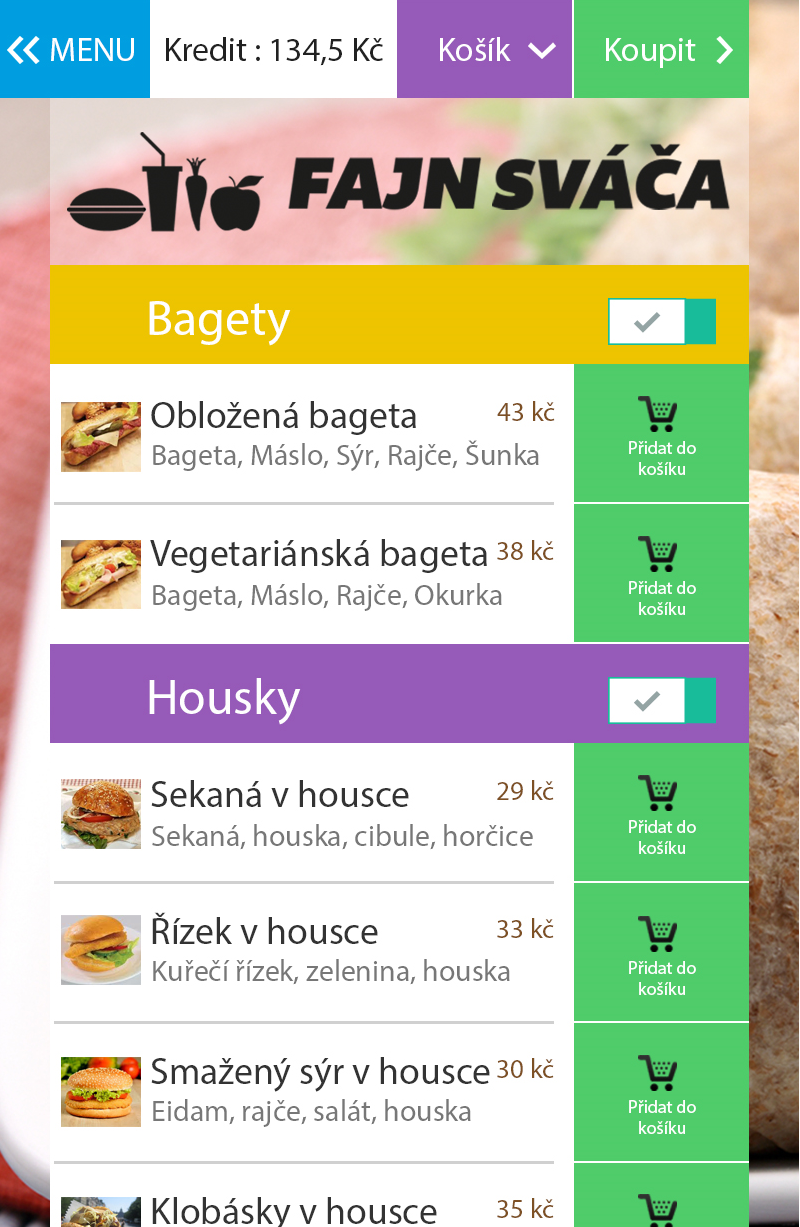 MENU
Kredit : 134,5 Kč
Košík
Koupit
FAJN SVÁČA
Bagety
Obložená bageta 43 kč
Bageta, Máslo, Sýr, Rajče, Šunka
Přidat do
košíku
Vegetariánská bageta 38 kč
Bageta, Máslo, Rajče, Okurka
Přidat do
košíku
Housky
Sekaná v housce 29 kč
Sekaná, houska, cibule, horčice
Přidat do
košíku
Řízek v housce 33 kč
Kuřečí řízek, zelenina, houska
Přidat do
košíku
Smažený sýr v housce 30 kč
Eidam, rajče, salát, houska
Přidat do
košíku
Klobásky v housce 35 kč